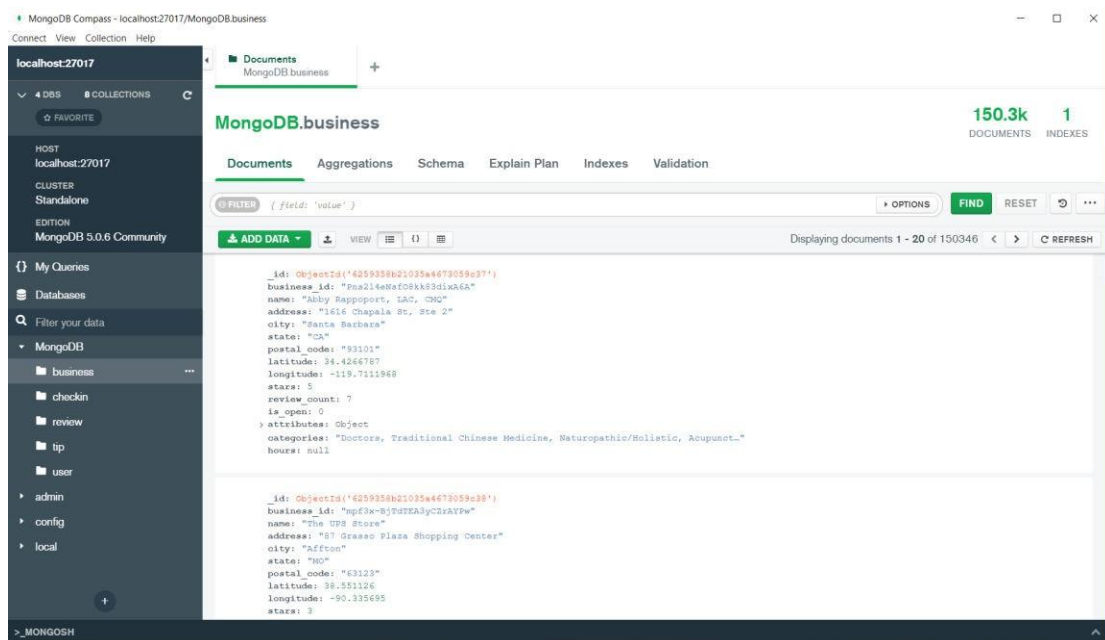 MongoDB Compass - localhost:27017/MongoDB.business
Connect View Collection Help
localhost:27017
4 DBS 8 COLLECTIONS
FAVORITE
HOST
localhost:27017
CLUSTER
Standalone
EDITION
MongoDB 5.0.6 Community
{} My Queries
Databases
Filter your data
MongoDB
business
checkin
review
tip
user
admin
config
local
>_MONGOSH
Documents
MongoDB.business
MongoDB.business
150.3k
DOCUMENTS
1
INDEXES
Documents Aggregations Schema Explain Plan Indexes Validation
FILTER { field: 'value' }
OPTIONS
FIND
RESET
ADD DATA
VIEW
Displaying documents 1 - 20 of 150346
REFRESH
_id: ObjectId('6259358b21035a4673059c37')
business_id: "Pns2l4eNsfO8kk83dixA6A"
name: "Abby Rappoport, LAC, CMQ"
address: "1616 Chapala St, Ste 2"
city: "Santa Barbara"
state: "CA"
postal_code: "93101"
latitude: 34.4266787
longitude: -119.7111968
stars: 5
review_count: 7
is_open: 0
attributes: Object
categories: "Doctors, Traditional Chinese Medicine, Naturopathic/Holistic, Acupunct…"
hours: null
_id: ObjectId('6259358b21035a4673059c38')
business_id: "mpf3x-BjTdTEA3yCZrAYPw"
name: "The UPS Store"
address: "87 Grasso Plaza Shopping Center"
city: "Affton"
state: "MO"
postal_code: "63123"
latitude: 38.551126
longitude: -90.335695
stars: 3